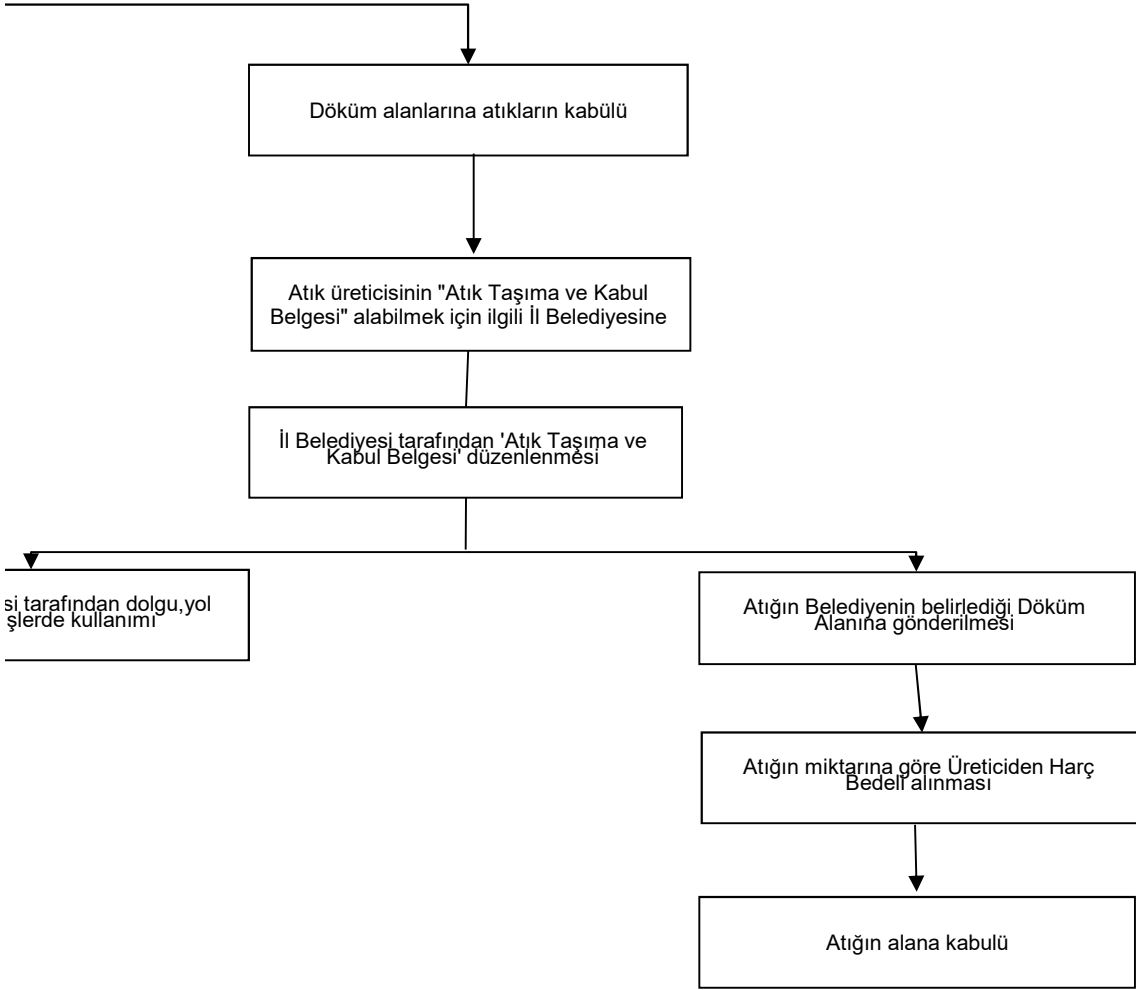 Döküm alanlarına atıkların kabülü
Atık üreticisinin "Atık Taşıma ve Kabul
Belgesi" alabilmek için ilgili İl Belediyesine
İl Belediyesi tarafından 'Atık Taşıma ve
Kabul Belgesi' düzenlenmesi
si tarafından dolgu,yol
şlerde kullanımı
Atığın Belediyenin belirlediği Döküm
Alanına gönderilmesi
Atığın miktarına göre Üreticiden Harç
Bedeli alınması
Atığın alana kabulü